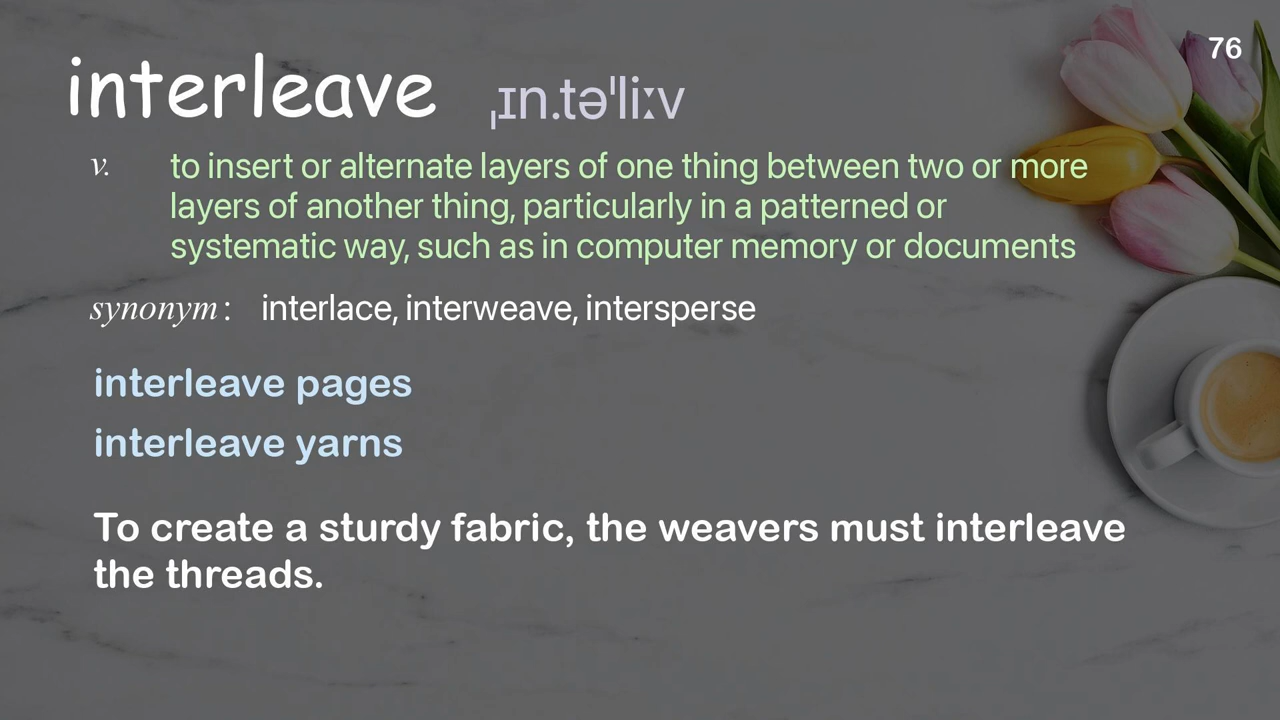 76
interleave ˌɪn.təˈliːv
v. to insert or alternate layers of one thing between two or more
layers of another thing, particularly in a patterned or
systematic way, such as in computer memory or documents
synonym: interlace, interweave, intersperse
interleave pages
interleave yarns
To create a sturdy fabric, the weavers must interleave
the threads.